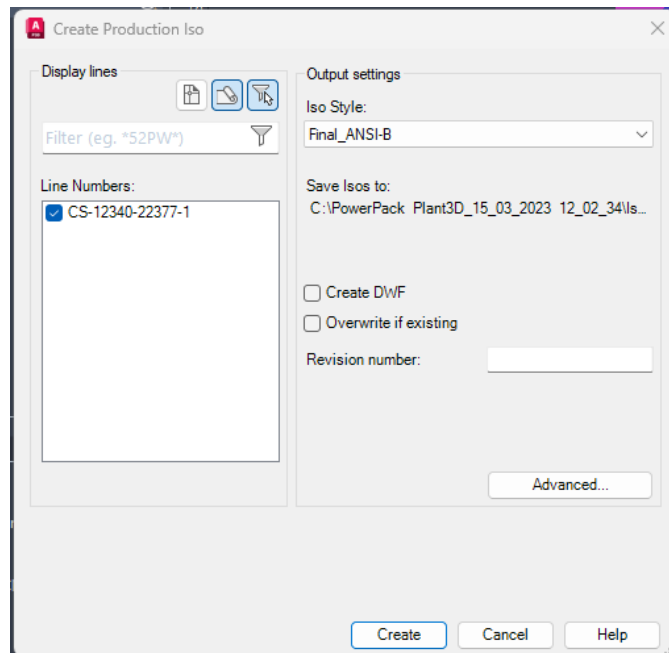 Create Production Iso
Display lines
Filter (eg. *52PW*)
Line Numbers:
CS-12340-22377-1
Output settings
Iso Style:
Final_ANSI-B
Save Isos to:
C:\PowerPack Plant3D_15_03_2023 12_02_34\Is...
Create DWF
Overwrite if existing
Revision number:
Advanced...
Create
Cancel
Help